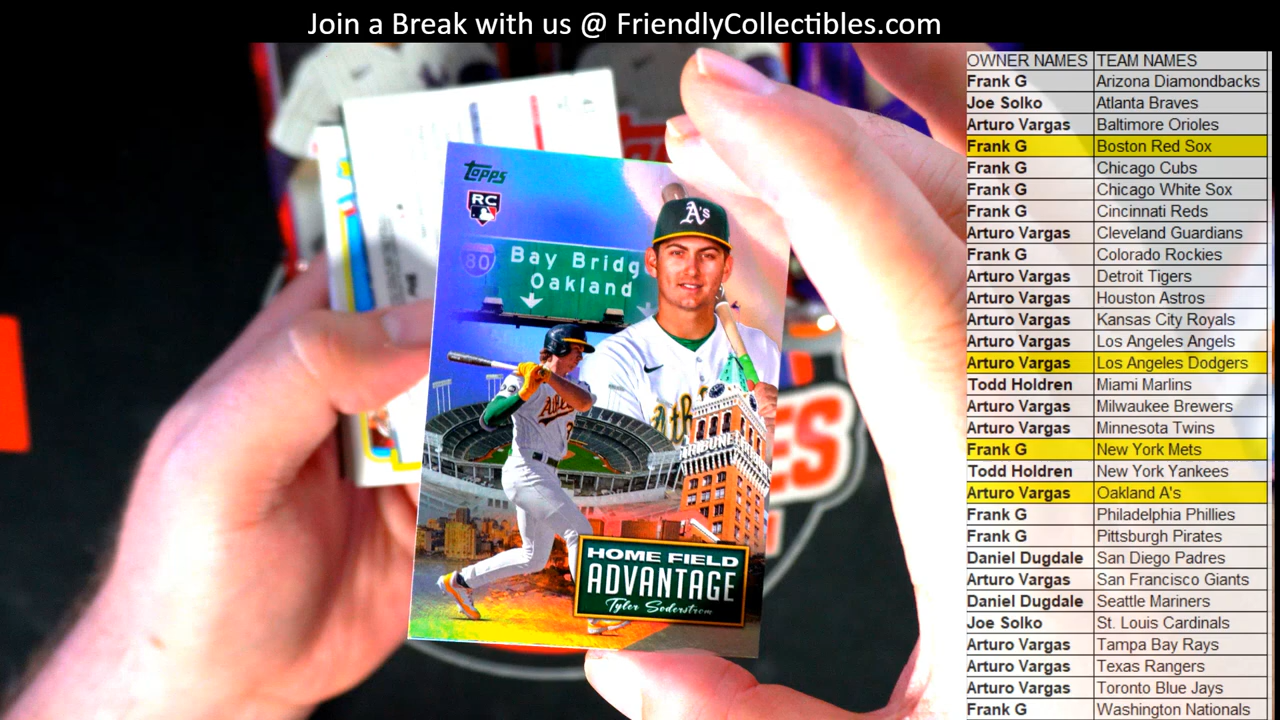 Join a Break with us @ FriendlyCollectibles.com
OWNER NAMES TEAM NAMES
Frank G Arizona Diamondbacks
Joe Solko Atlanta Braves
Arturo Vargas Baltimore Orioles
Frank G Boston Red Sox
Frank G Chicago Cubs
Frank G Chicago White Sox
Frank G Cincinnati Reds
Arturo Vargas Cleveland Guardians
Frank G Colorado Rockies
Arturo Vargas Detroit Tigers
Arturo Vargas Houston Astros
Arturo Vargas Kansas City Royals
Arturo Vargas Los Angeles Angels
Arturo Vargas Los Angeles Dodgers
Todd Holdren Miami Marlins
Arturo Vargas Milwaukee Brewers
Arturo Vargas Minnesota Twins
Frank G New York Mets
Todd Holdren New York Yankees
Arturo Vargas Oakland A's
Frank G Philadelphia Phillies
Frank G Pittsburgh Pirates
Daniel Dugdale San Diego Padres
Arturo Vargas San Francisco Giants
Daniel Dugdale Seattle Mariners
Joe Solko St. Louis Cardinals
Arturo Vargas Tampa Bay Rays
Arturo Vargas Texas Rangers
Arturo Vargas Toronto Blue Jays
Frank G Washington Nationals
Topps
RC
A's
80
Bay Bridg
Oakland
TRIBUNE
HOME FIELD
ADVANTAGE
Tyler Soderstrom